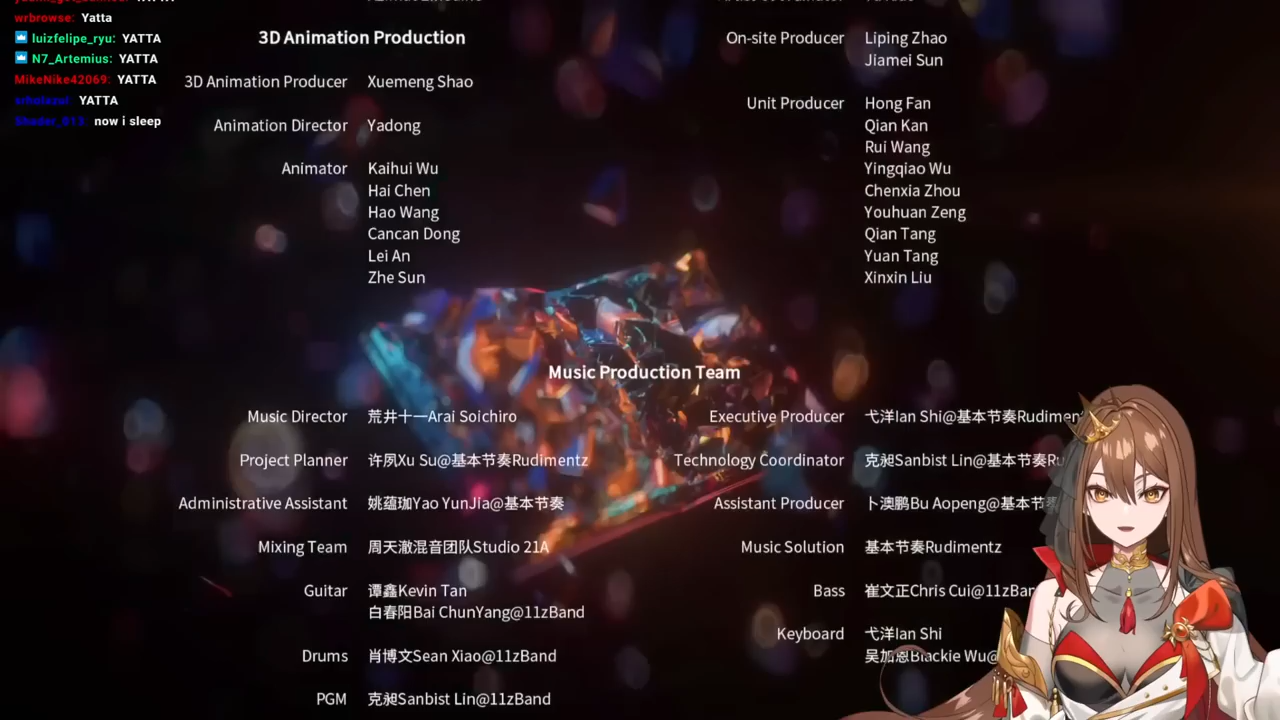 wrbrowse: Yatta
luizfelipe_ryu: YATTA
N7_Artemius: YATTA
MikeNike42069: YATTA
YATTA
Shader_013: now i sleep
3D Animation Production
3D Animation Producer Xuemeng Shao
Animation Director Yadong
Animator Kaihui Wu
Hai Chen
Hao Wang
Cancan Dong
Lei An
Zhe Sun
On-site Producer Liping Zhao
Jiamei Sun
Unit Producer Hong Fan
Qian Kan
Rui Wang
Yingqiao Wu
Chenxia Zhou
Youhuan Zeng
Qian Tang
Yuan Tang
Xinxin Liu
Music Production Team
Music Director 荒井十一Arai Soichiro
Project Planner 许夙Xu Su@基本节奏Rudimentz
Administrative Assistant 姚蕴珈Yao YunJia@基本节奏
Mixing Team 周天澈混音团队Studio 21A
Guitar 谭鑫Kevin Tan
白春阳Bai ChunYang@11zBand
Drums 肖博文Sean Xiao@11zBand
PGM 克昶Sanbist Lin@11zBand
Executive Producer 弋洋Ian Shi@基本节奏Rudiment
Technology Coordinator 克昶Sanbist Lin@基本节奏Ru
Assistant Producer 卜澳鹏Bu Aopeng@基本节奏
Music Solution 基本节奏Rudimentz
Bass 崔文正Chris Cui@11zBan
Keyboard 弋洋Ian Shi
吴加恩Blackie Wu@